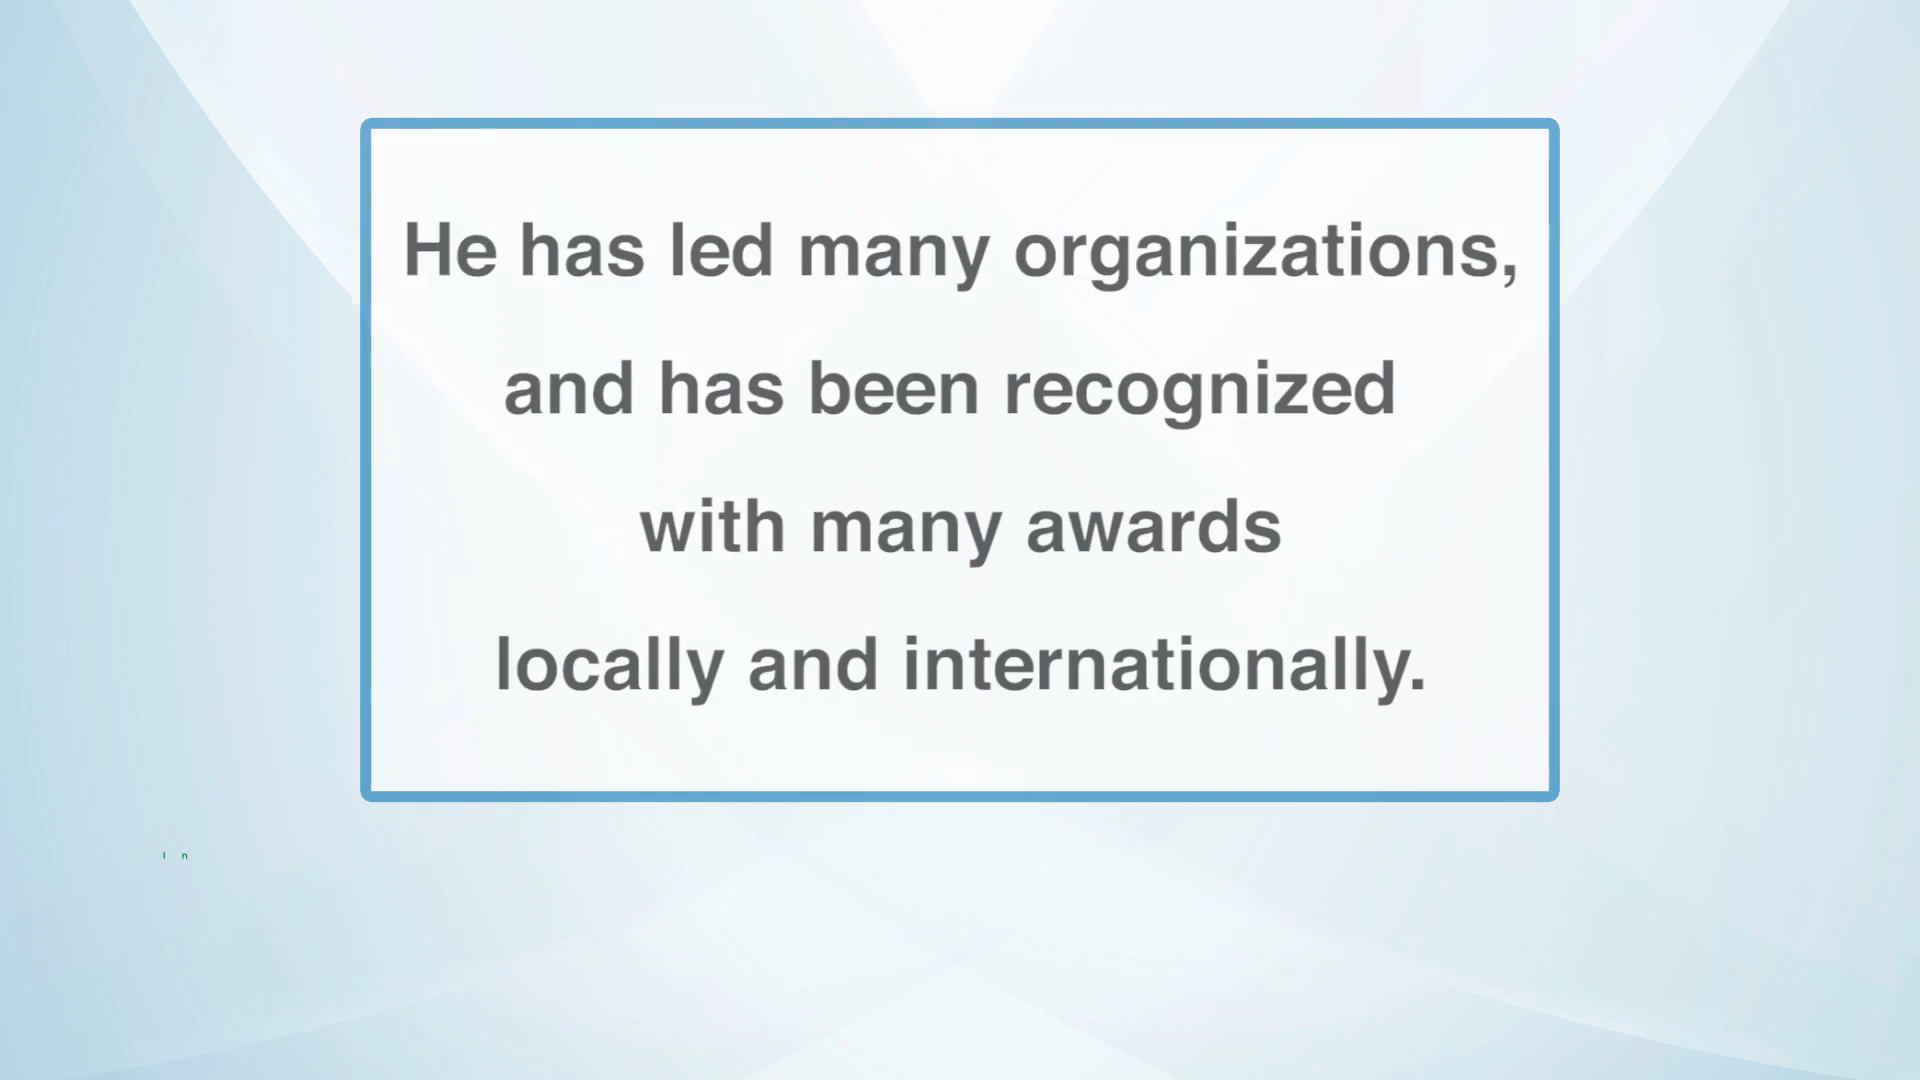 He has led many organizations,
and has been recognized
with many awards
locally and internationally.
I n